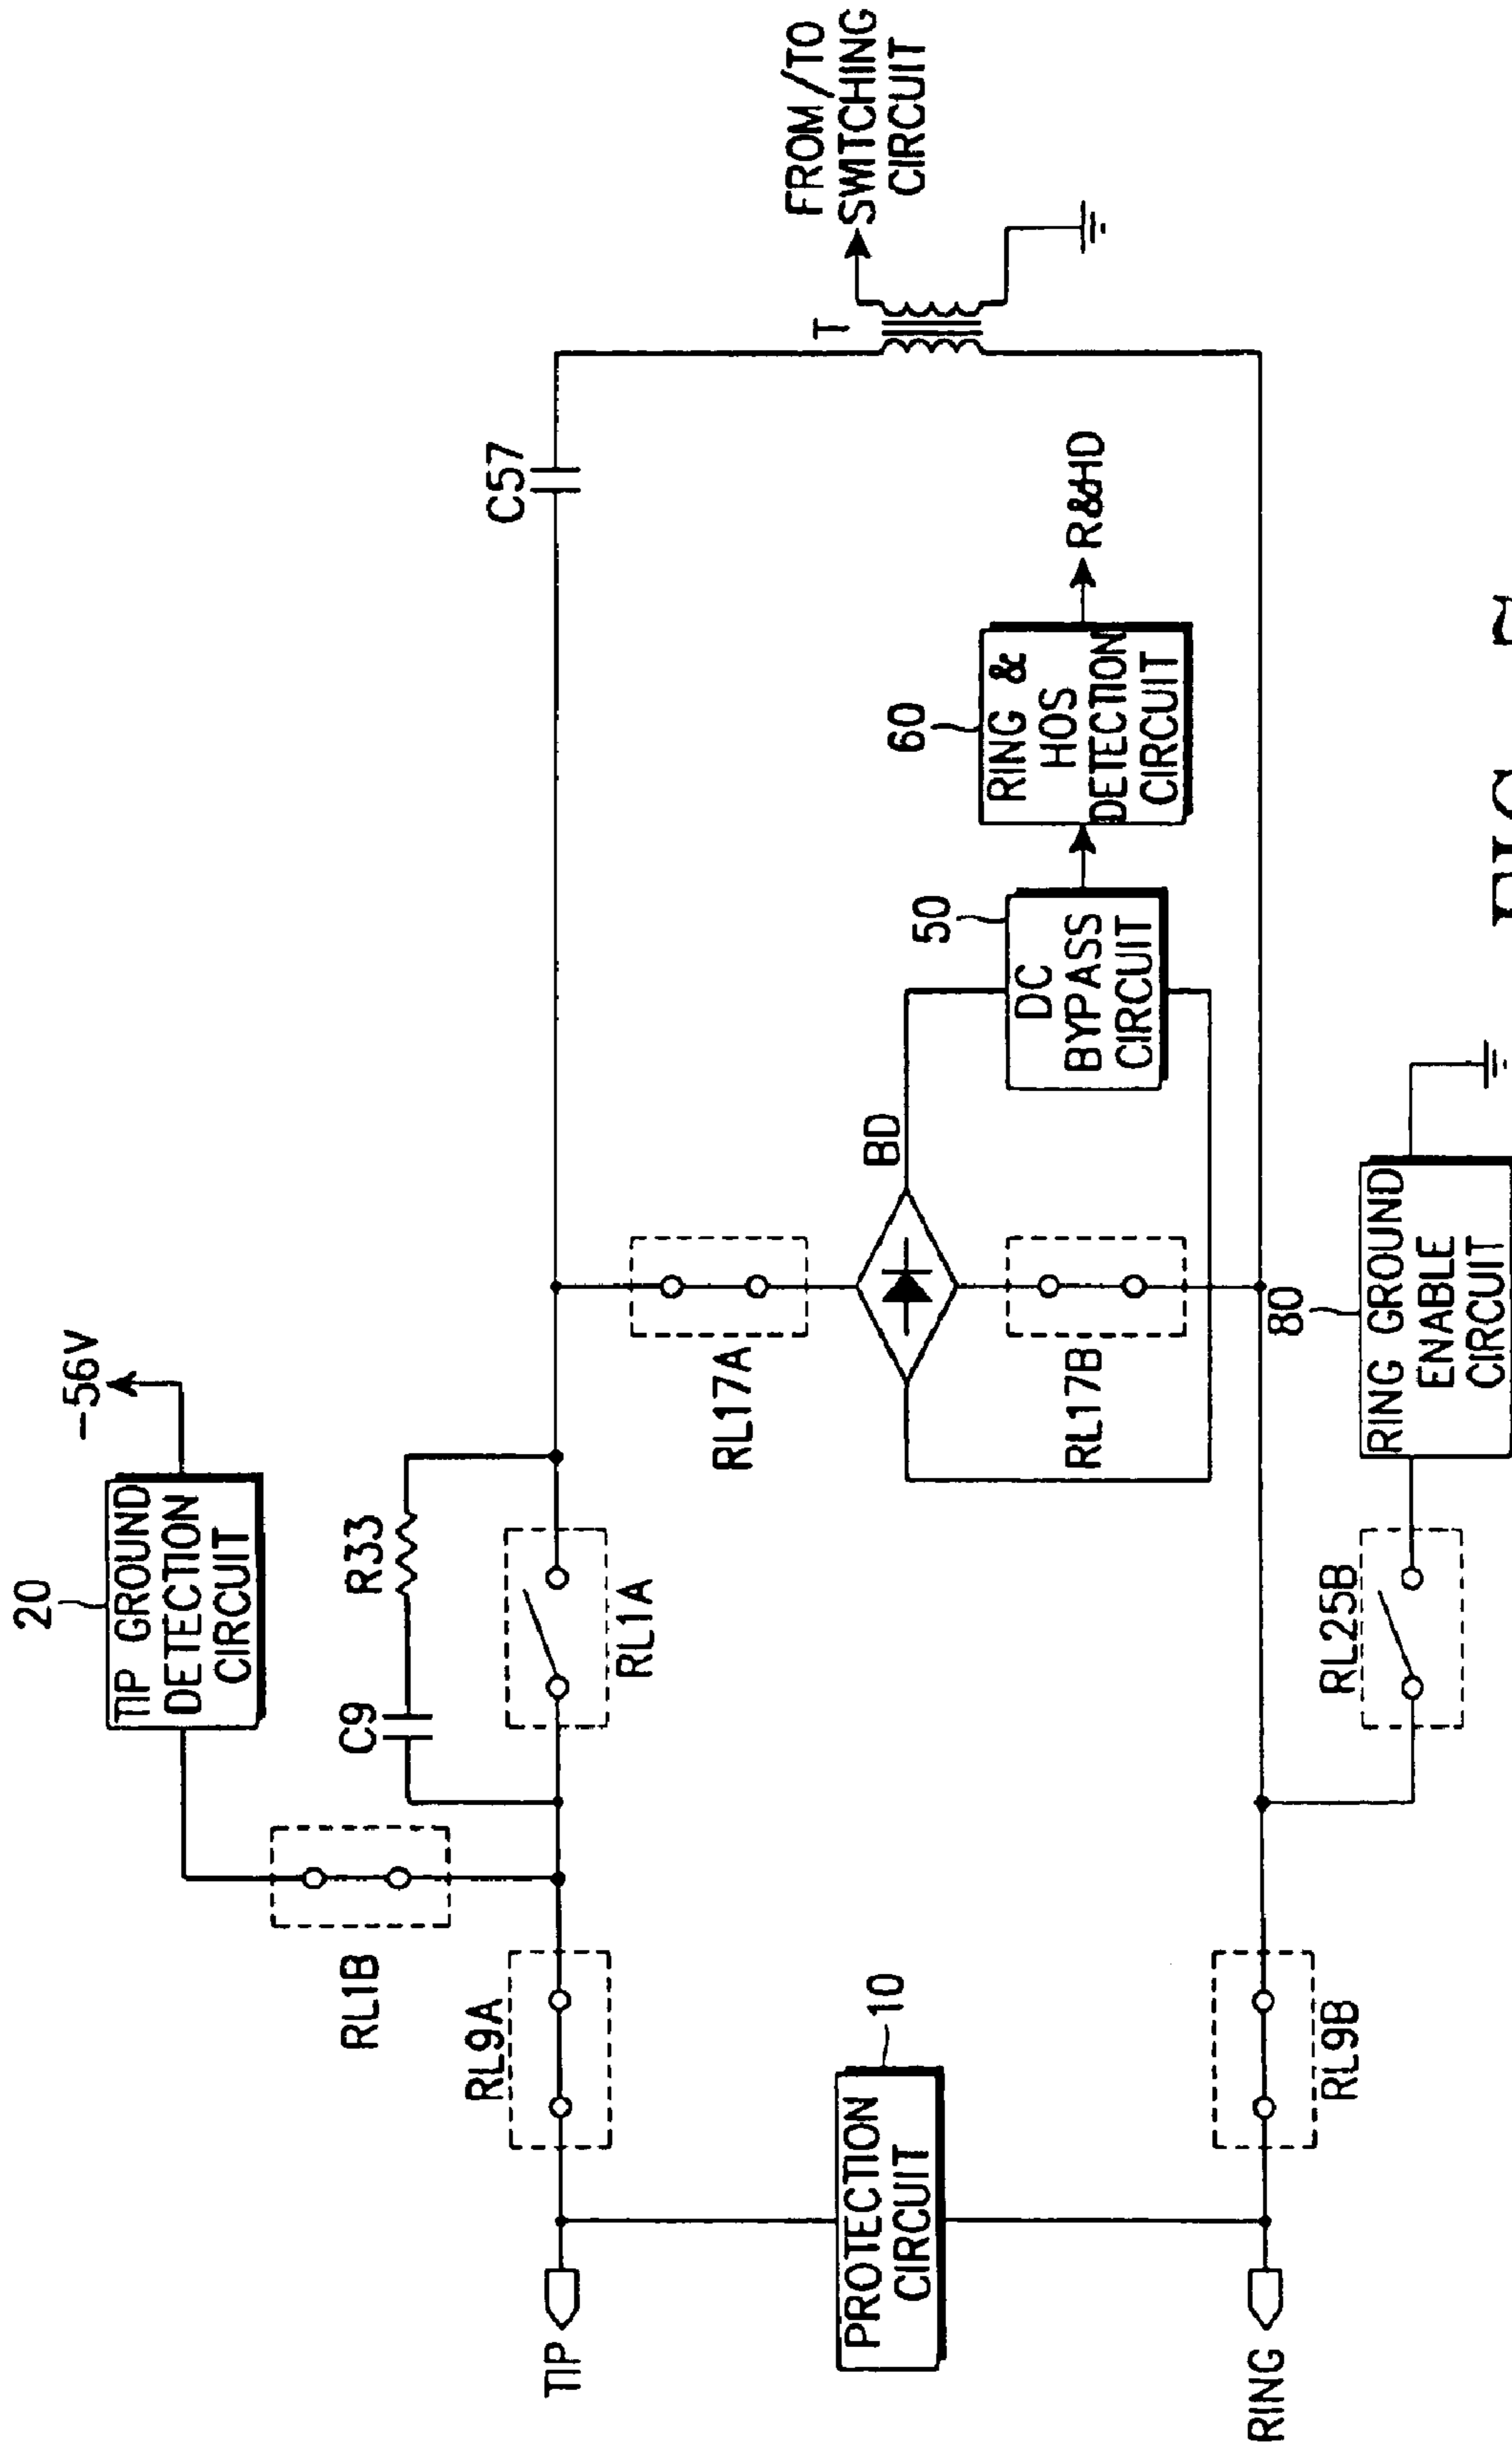 20
TIP GROUND
DETECTION
CIRCUIT
-56V
RL1B
C9
R33
C57
TIP
RL9A
RL1A
RL17A
BD
T
FROM/TO
SWITCHING
CIRCUIT
10
PROTECTION
CIRCUIT
50
DC
BYPASS
CIRCUIT
60
RING &
HOS
DETECTION
CIRCUIT
RL17B
RING
RL9B
RL25B
80
RING GROUND
ENABLE
CIRCUIT